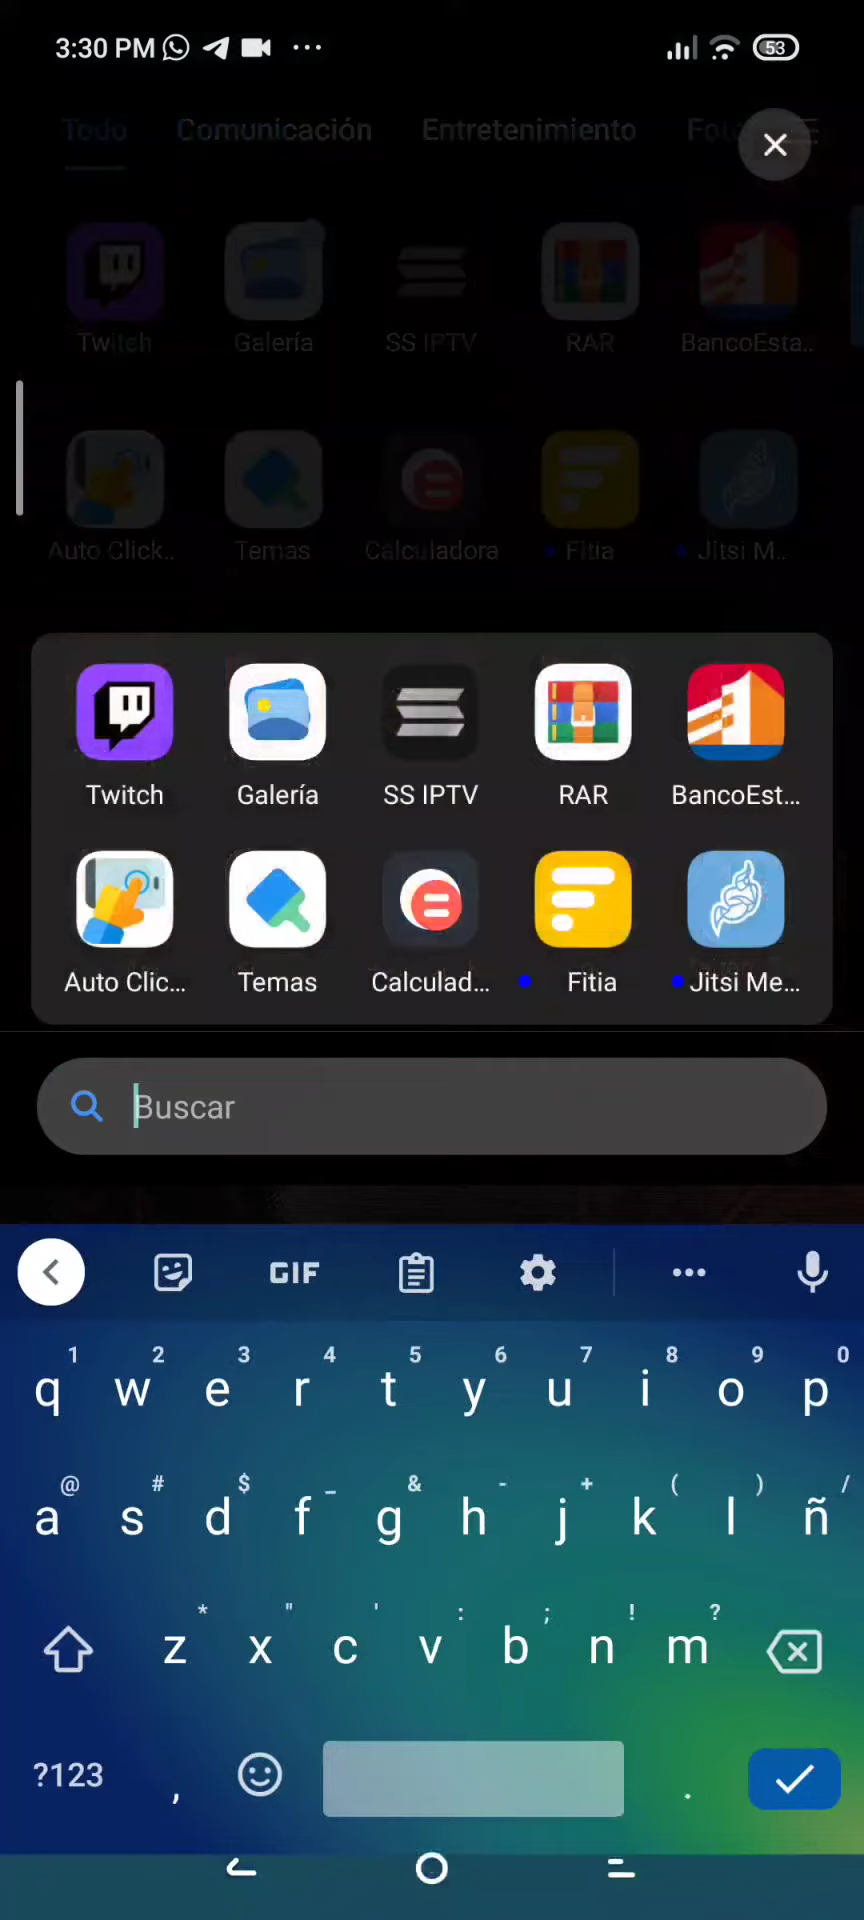 3:30 PM ... 53
Todo Comunicación Entretenimiento
Twitch Galería SS IPTV RAR BancoEsta..
Auto Click.. Temas Calculadora Fitia Jitsi M..
Twitch Galería SS IPTV RAR BancoEst...
Auto Clic... Temas Calculad... Fitia Jitsi Me...
Buscar
GIF ...
1 2 3 4 5 6 7 8 9 0
q w e r t y u i o p
@ # $ _ & - + ( ) /
a s d f g h j k l ñ
* " ' : ; ! ?
z x c v b n m
?123 , .